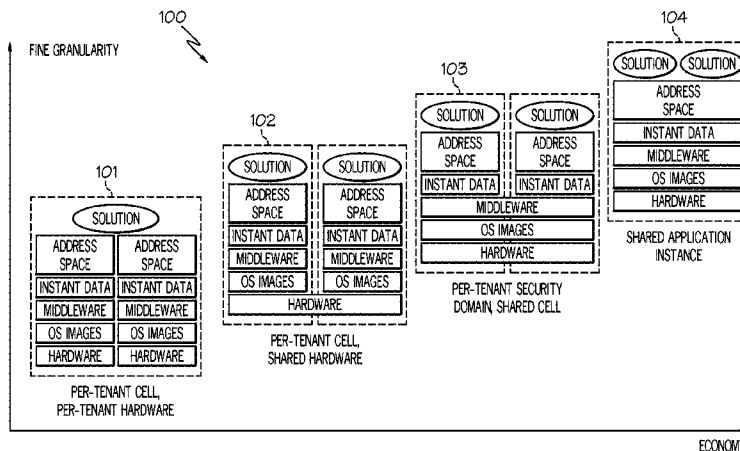 100
FINE GRANULARITY
104
SOLUTION SOLUTION
ADDRESS
SPACE
INSTANT DATA
MIDDLEWARE
OS IMAGES
HARDWARE
SHARED APPLICATION
INSTANCE
103
SOLUTION SOLUTION
ADDRESS
SPACE
ADDRESS
SPACE
INSTANT DATA INSTANT DATA
MIDDLEWARE
OS IMAGES
HARDWARE
PER-TENANT SECURITY
DOMAIN, SHARED CELL
102
SOLUTION SOLUTION
ADDRESS
SPACE
ADDRESS
SPACE
INSTANT DATA INSTANT DATA
MIDDLEWARE MIDDLEWARE
OS IMAGES OS IMAGES
HARDWARE
PER-TENANT CELL,
SHARED HARDWARE
101
SOLUTION
ADDRESS
SPACE
ADDRESS
SPACE
INSTANT DATA INSTANT DATA
MIDDLEWARE MIDDLEWARE
OS IMAGES OS IMAGES
HARDWARE HARDWARE
PER-TENANT CELL,
PER-TENANT HARDWARE